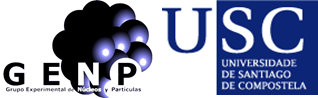 GENP
Grupo Experimental de Núcleos y Partículas
USC
UNIVERSIDADE
DE SANTIAGO
DE COMPOSTELA